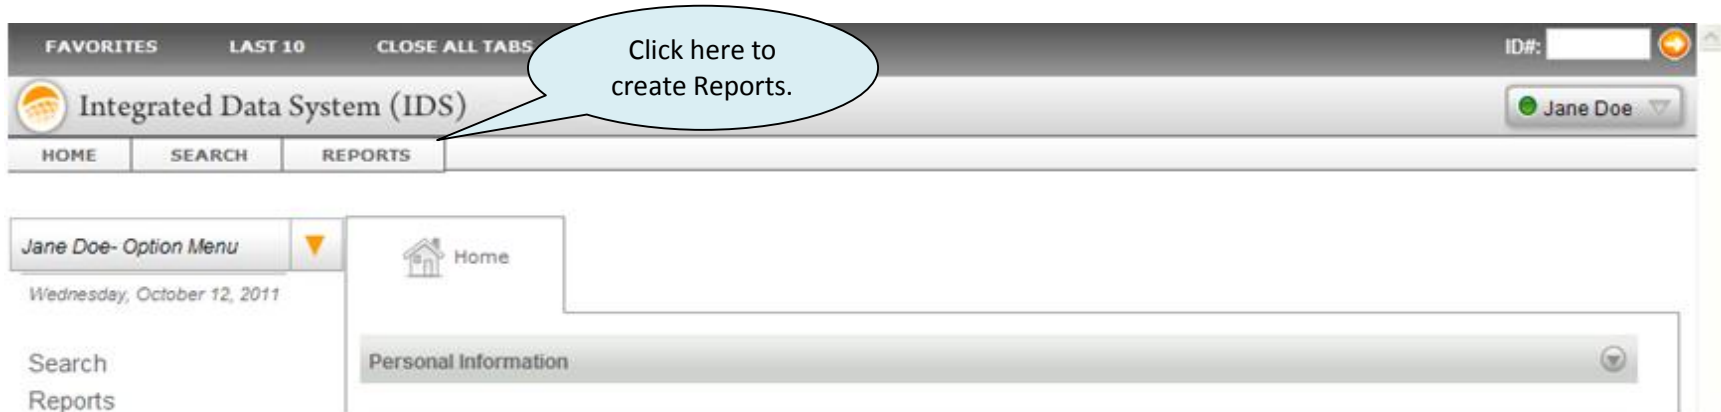 FAVORITES LAST 10 CLOSE ALL TABS ID#:
Click here to
create Reports.
Integrated Data System (IDS) Jane Doe
HOME SEARCH REPORTS
Jane Doe- Option Menu
Home
Wednesday, October 12, 2011
Search
Personal Information
Reports